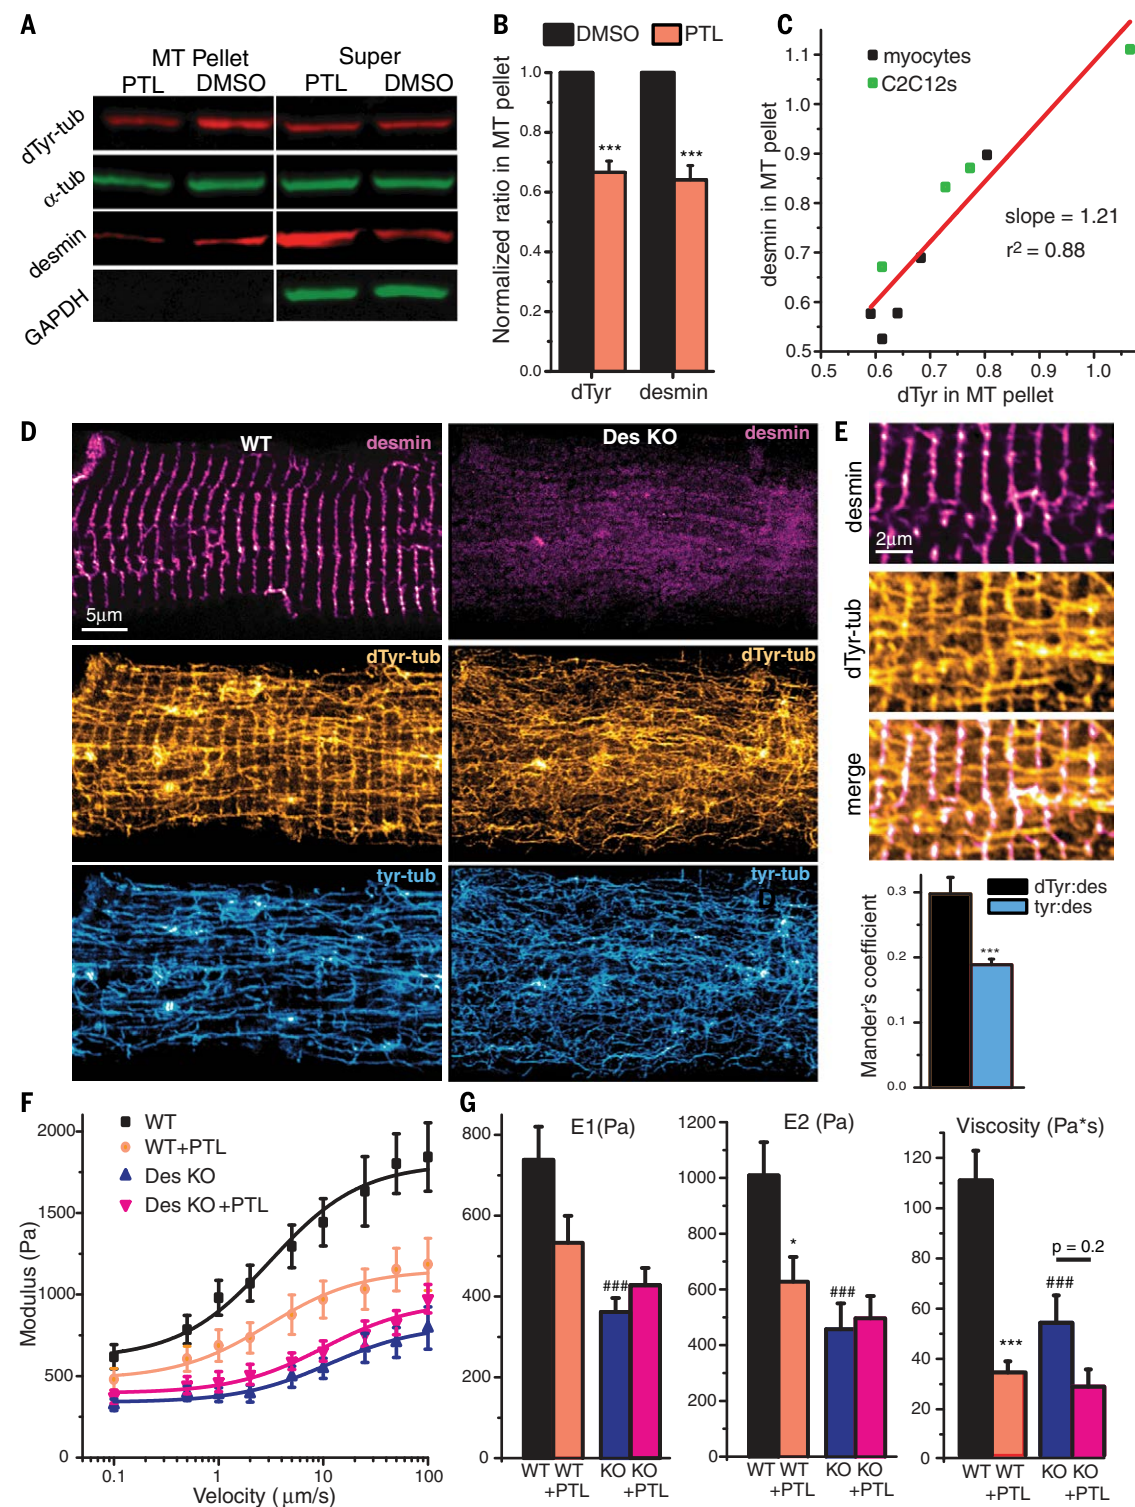 A
MT Pellet Super
PTL DMSO PTL DMSO
dTyr-tub
α-tub
desmin
GAPDH
B
DMSO PTL
Normalized ratio in MT pellet
1.0
0.8
0.6
0.4
0.2
0.0
***
***
dTyr desmin
C
myocytes
C2C12s
desmin in MT pellet
1.1
1.0
0.9
0.8
0.7
0.6
0.5
slope = 1.21
r2 = 0.88
0.5 0.6 0.7 0.8 0.9 1.0
dTyr in MT pellet
D
WT desmin
5μm
Des KO desmin
dTyr-tub
dTyr-tub
tyr-tub
tyr-tub
E
desmin
2μm
dTyr-tub
merge
Mander's coefficient
0.3
0.2
0.1
0.0
dTyr:des
tyr:des
***
F
WT
WT+PTL
Des KO
Des KO+PTL
Modulus (Pa)
2000
1500
1000
500
0
0.1 1 10 100
Velocity ( μm/s)
G
E1(Pa)
800
600
400
200
0
###
WT WT KO KO
+PTL +PTL
E2 (Pa)
1200
1000
800
600
400
200
0
*
###
WT WT KO KO
+PTL +PTL
Viscosity (Pa*s)
120
100
80
60
40
20
0
p = 0.2
###
***
WT WT KO KO
+PTL +PTL